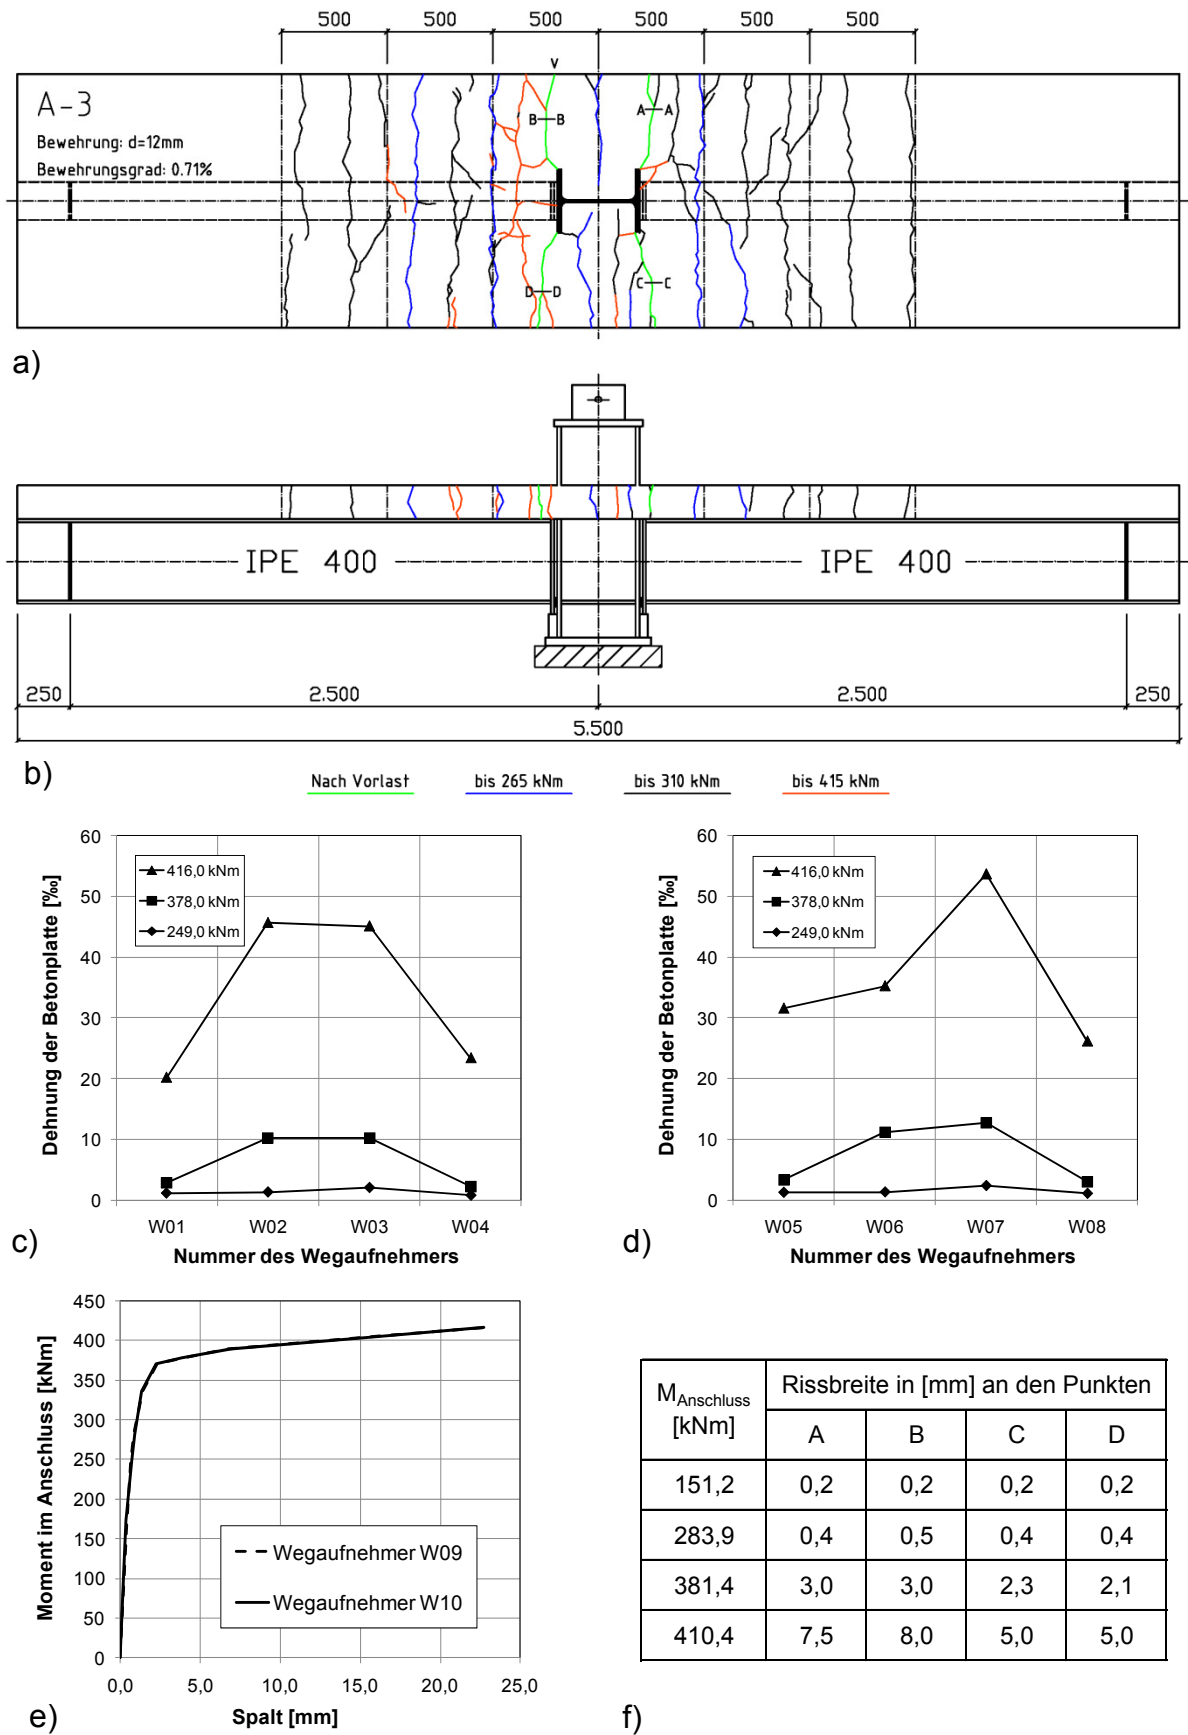 500 500 500 500 500 500
A-3
Bewehrung: d=12mm
Bewehrungsgrad: 0.71%
V
B B
A A
D D
C C
a)
IPE 400
IPE 400
250 2.500 2.500 250
5.500
b)
Nach Vorlast bis 265 kNm bis 310 kNm bis 415 kNm
Dehnung der Betonplatte [‰]
60
50
40
30
20
10
0
416,0 kNm
378,0 kNm
249,0 kNm
W01 W02 W03 W04
Nummer des Wegaufnehmers
c)
Dehnung der Betonplatte [‰]
60
50
40
30
20
10
0
416,0 kNm
378,0 kNm
249,0 kNm
W05 W06 W07 W08
Nummer des Wegaufnehmers
d)
Moment im Anschluss [kNm]
450
400
350
300
250
200
150
100
50
0
Wegaufnehmer W09
Wegaufnehmer W10
0,0 5,0 10,0 15,0 20,0 25,0
Spalt [mm]
e)
M_Anschluss [kNm] Rissbreite in [mm] an den Punkten
A B C D
151,2 0,2 0,2 0,2 0,2
283,9 0,4 0,5 0,4 0,4
381,4 3,0 3,0 2,3 2,1
410,4 7,5 8,0 5,0 5,0
f)